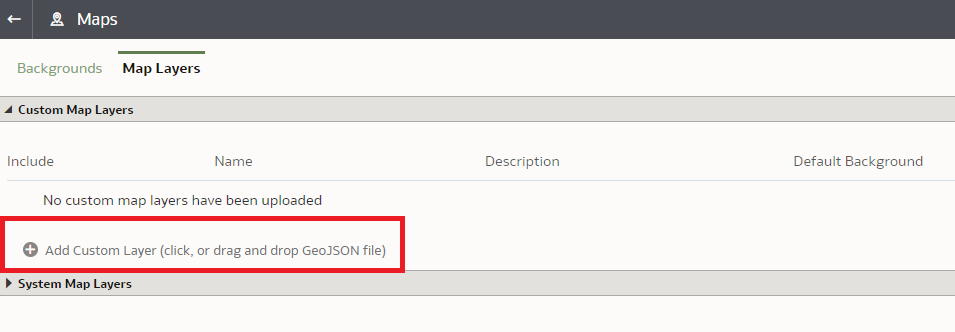 Maps
Backgrounds Map Layers
Custom Map Layers
Include Name Description Default Background
No custom map layers have been uploaded
Add Custom Layer (click, or drag and drop GeoJSON file)
System Map Layers